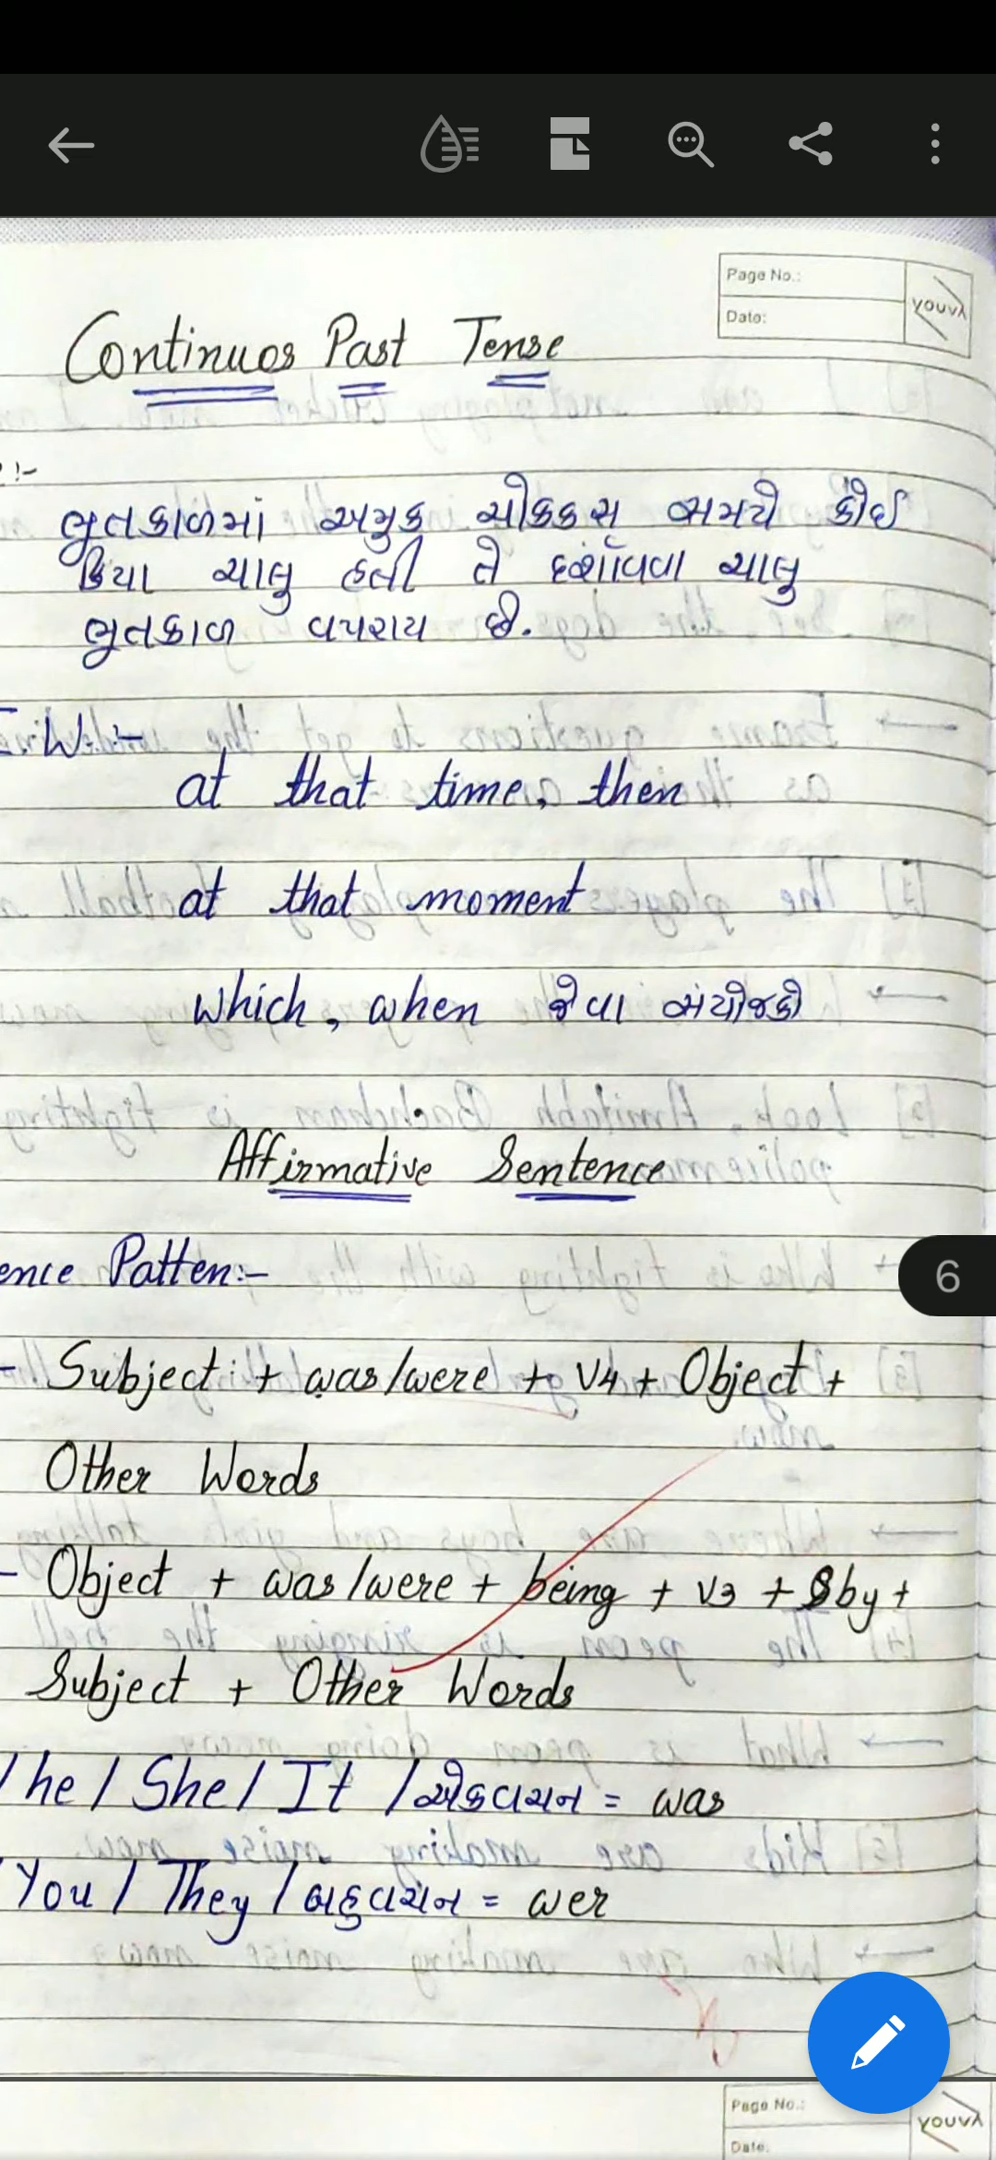 Page No.:
Date:
YOUVA
Continuos Past Tense
:-
ભુતકાળમાં અમુક ચોકકસ સમયે કોઈ
ક્રિયા ચાલુ હતી તે દર્શાવવા ચાલુ
ભુતકાળ વપરાય છે.
T.W:-
at that time, then
at that moment
which, when જેવા સંયોજકો
Affirmative Sentence
ence Patten:-
- Subject + was/were + V4 + Object +
Other Words
- Object + was/were + being + V3 + by +
Subject + Other Words
/he / She / It / એકવચન = was
You / They / બહુવચન = wer
6
Page No.:
Date:
YOUVA